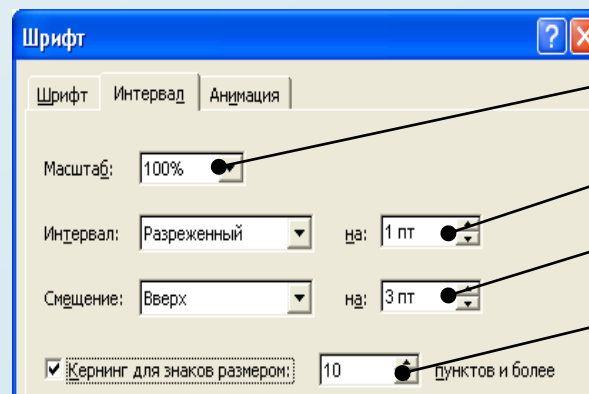 Шрифт
Шрифт Интервал Анимация
Масштаб: 100%
Интервал: Разреженный на: 1 пт
Смещение: Вверх на: 3 пт
Кернинг для знаков размером: 10 пунктов и более